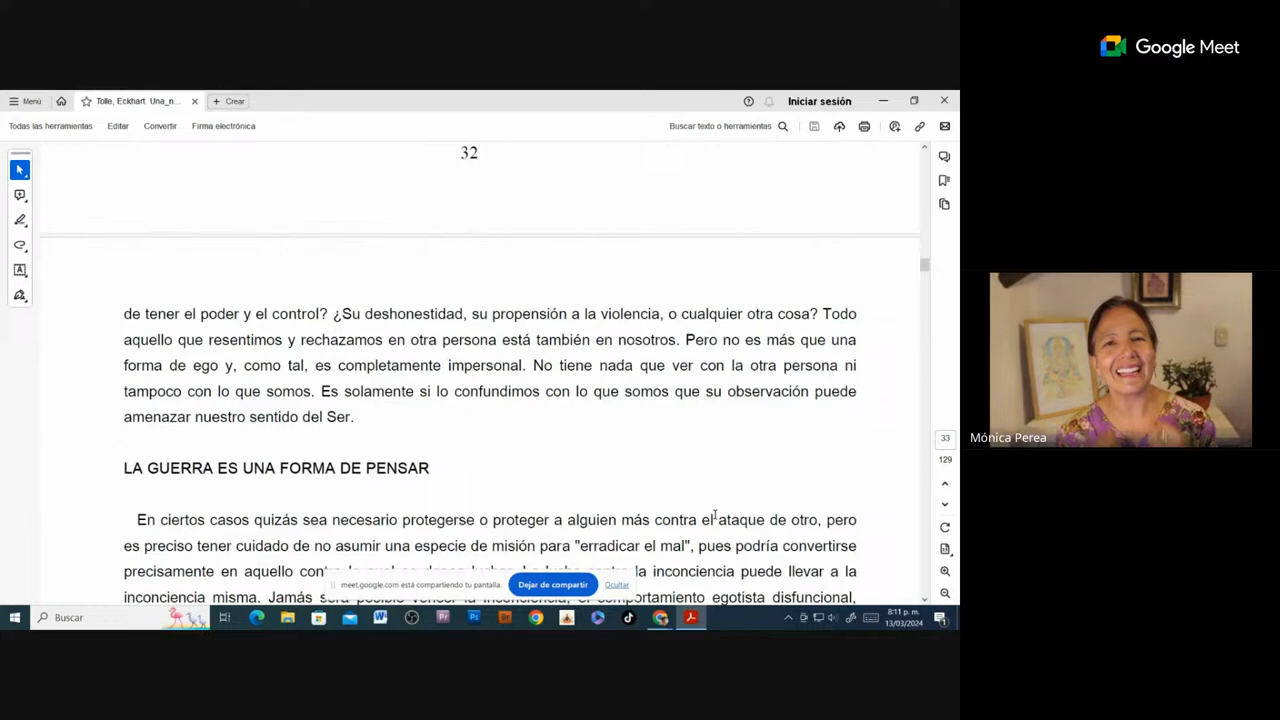 Google Meet
Menú
Tolle, Eckhart. Una_n...
Crear
Iniciar sesión
Todas las herramientas
Editar
Convertir
Firma electrónica
Buscar texto o herramientas
32
de tener el poder y el control? ¿Su deshonestidad, su propensión a la violencia, o cualquier otra cosa? Todo
aquello que resentimos y rechazamos en otra persona está también en nosotros. Pero no es más que una
forma de ego y, como tal, es completamente impersonal. No tiene nada que ver con la otra persona ni
tampoco con lo que somos. Es solamente si lo confundimos con lo que somos que su observación puede
amenazar nuestro sentido del Ser.
LA GUERRA ES UNA FORMA DE PENSAR
En ciertos casos quizás sea necesario protegerse o proteger a alguien más contra el ataque de otro, pero
es preciso tener cuidado de no asumir una especie de misión para "erradicar el mal", pues podría convertirse
precisamente en aquello
la inconciencia puede llevar a la
inconciencia misma. Jamás
comportamiento egotista disfuncional,
33
129
Mónica Perea
meet.google.com está compartiendo tu pantalla.
Dejar de compartir
Ocultar
Buscar
8:11 p. m.
13/03/2024